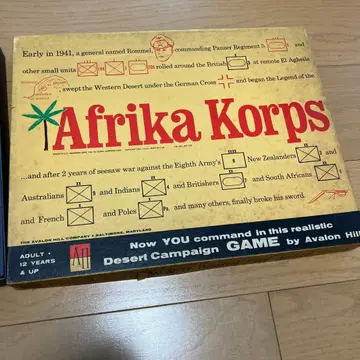 Early in 1941, a general named Rommel, commanding Panzer Regiment 5 and
other small units rolled around the British at remote El Agheila
, swept the Western Desert under the German Cross and began the Legend of the
Afrika Korps
...and after 2 years of seesaw war against the Eighth Army's New Zealanders and
Australians and Indians 4 and Britishers and South Africans
and French and Poles and many others, finally broke his sword.
THE AVALON HILL COMPANY • BALTIMORE, MARYLAND
ADULT •
12 YEARS
& UP
AH
Now YOU command in this realistic
Desert Campaign GAME by Avalon Hill